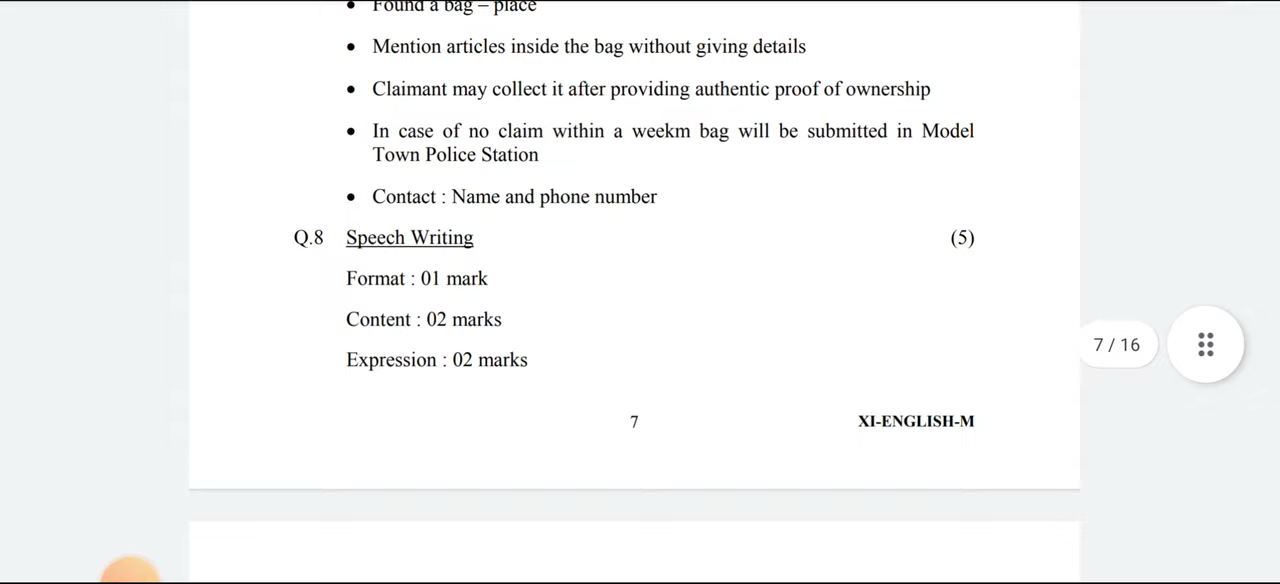 • Found a bag – place
• Mention articles inside the bag without giving details
• Claimant may collect it after providing authentic proof of ownership
• In case of no claim within a weekm bag will be submitted in Model
Town Police Station
• Contact : Name and phone number
Q.8 Speech Writing (5)
Format : 01 mark
Content : 02 marks
7 / 16
Expression : 02 marks
7 XI-ENGLISH-M